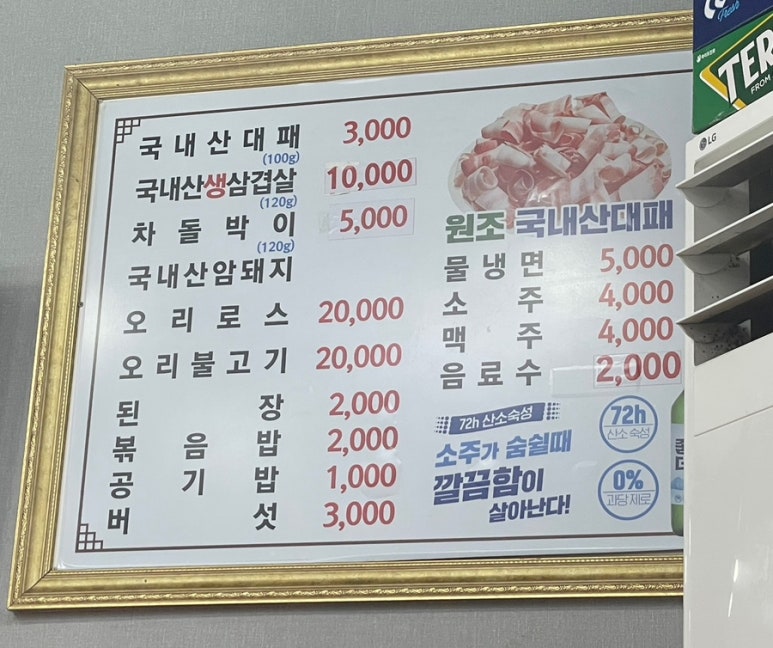 국내산대패 3,000
(100g)
국내산생삼겹살 10,000
(120g)
차돌박이 5,000
(120g)
국내산암돼지
오리로스 20,000
오리불고기 20,000
된장 2,000
볶음밥 2,000
공기밥 1,000
버섯 3,000
원조 국내산대패
물냉면 5,000
소주 4,000
맥주 4,000
음료수 2,000
72h 산소숙성
소주가 숨쉴때
깔끔함이
살아난다!
72h
산소숙성
0%
과당제로
Fresh
TER
FROM
LG